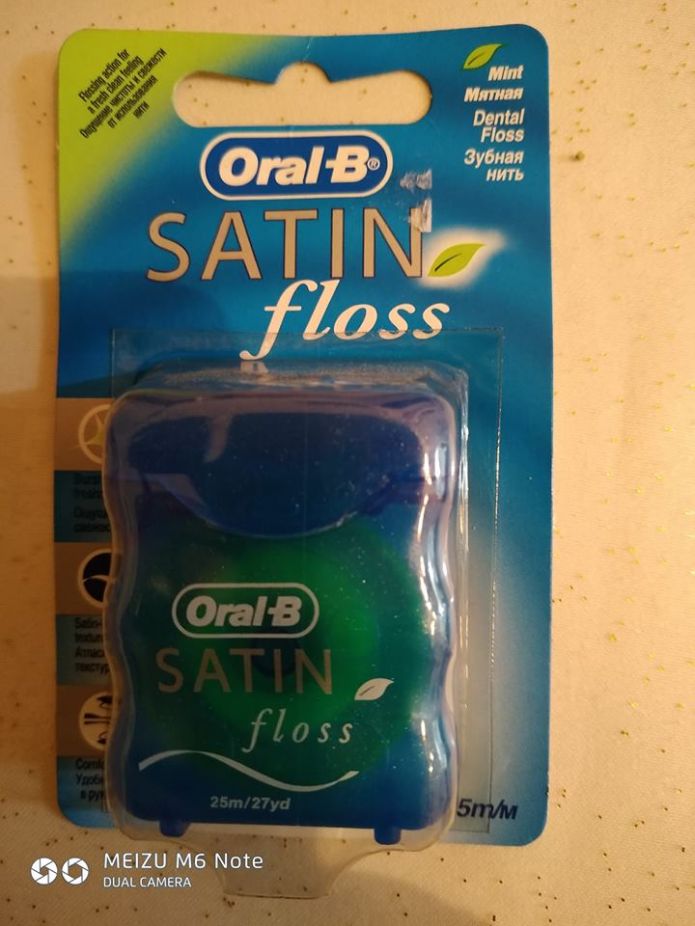 Flossing action for
a fresh clean feeling
Ощущение чистоты и свежести
от использования
нити
Mint
Мятная
Dental
Floss
Зубная
нить
Oral-B®
SATIN
floss
Satin-
Oral-B
SATIN
floss
25m/27yd
5m/м
MEIZU M6 Note
DUAL CAMERA